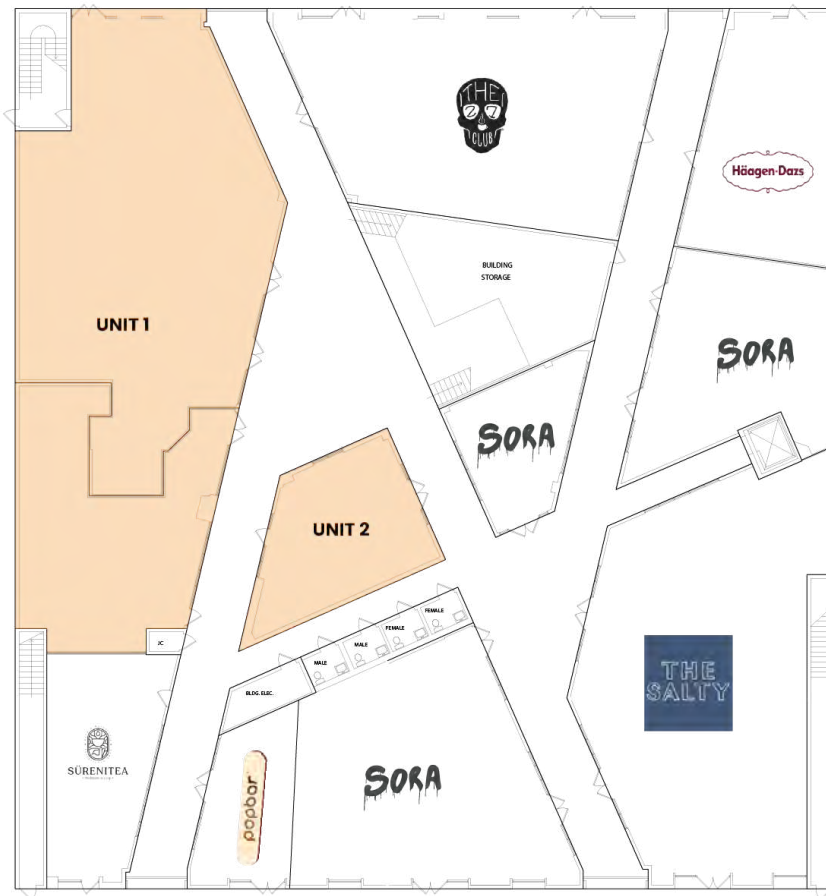 THE
27
CLUB
Häagen-Dazs
BUILDING
STORAGE
UNIT 1
SORA
SORA
UNIT 2
FEMALE
FEMALE
MALE
MALE
JC
BLDG. ELEC.
THE
SALTY
SÜRENITEA
popbar
SORA